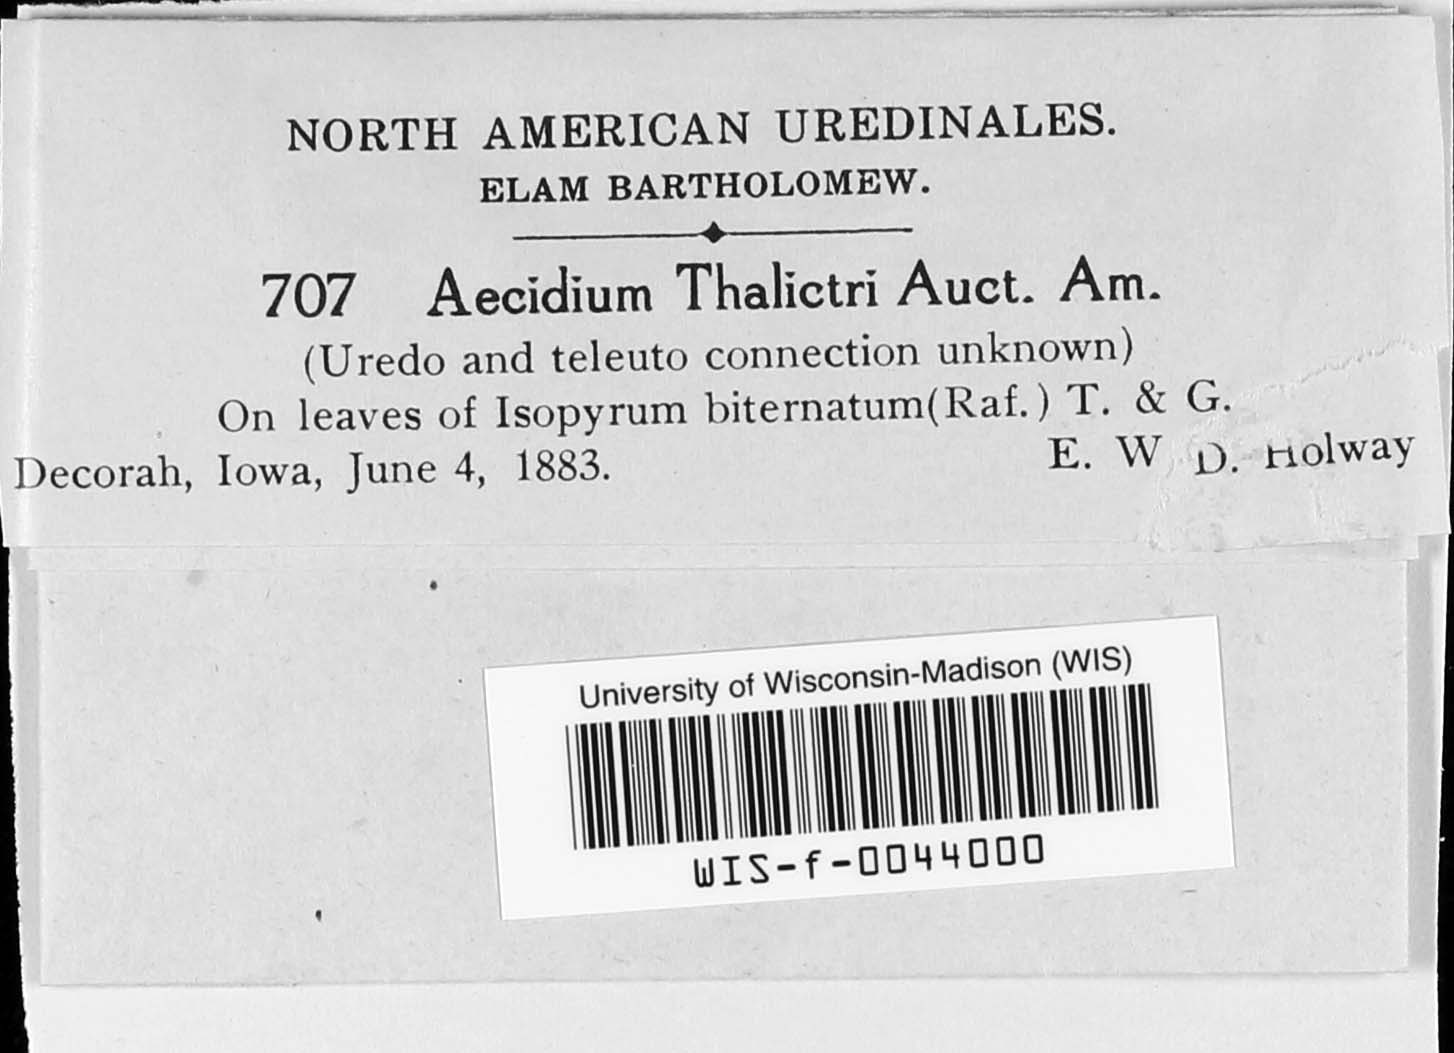 NORTH AMERICAN UREDINALES.
ELAM BARTHOLOMEW.
707 Aecidium Thalictri Auct. Am.
(Uredo and teleuto connection unknown)
On leaves of Isopyrum biternatum(Raf.) T. & G.
Decorah, Iowa, June 4, 1883. E. W D. Holway
University of Wisconsin-Madison (WIS)
WIS-f-0044000